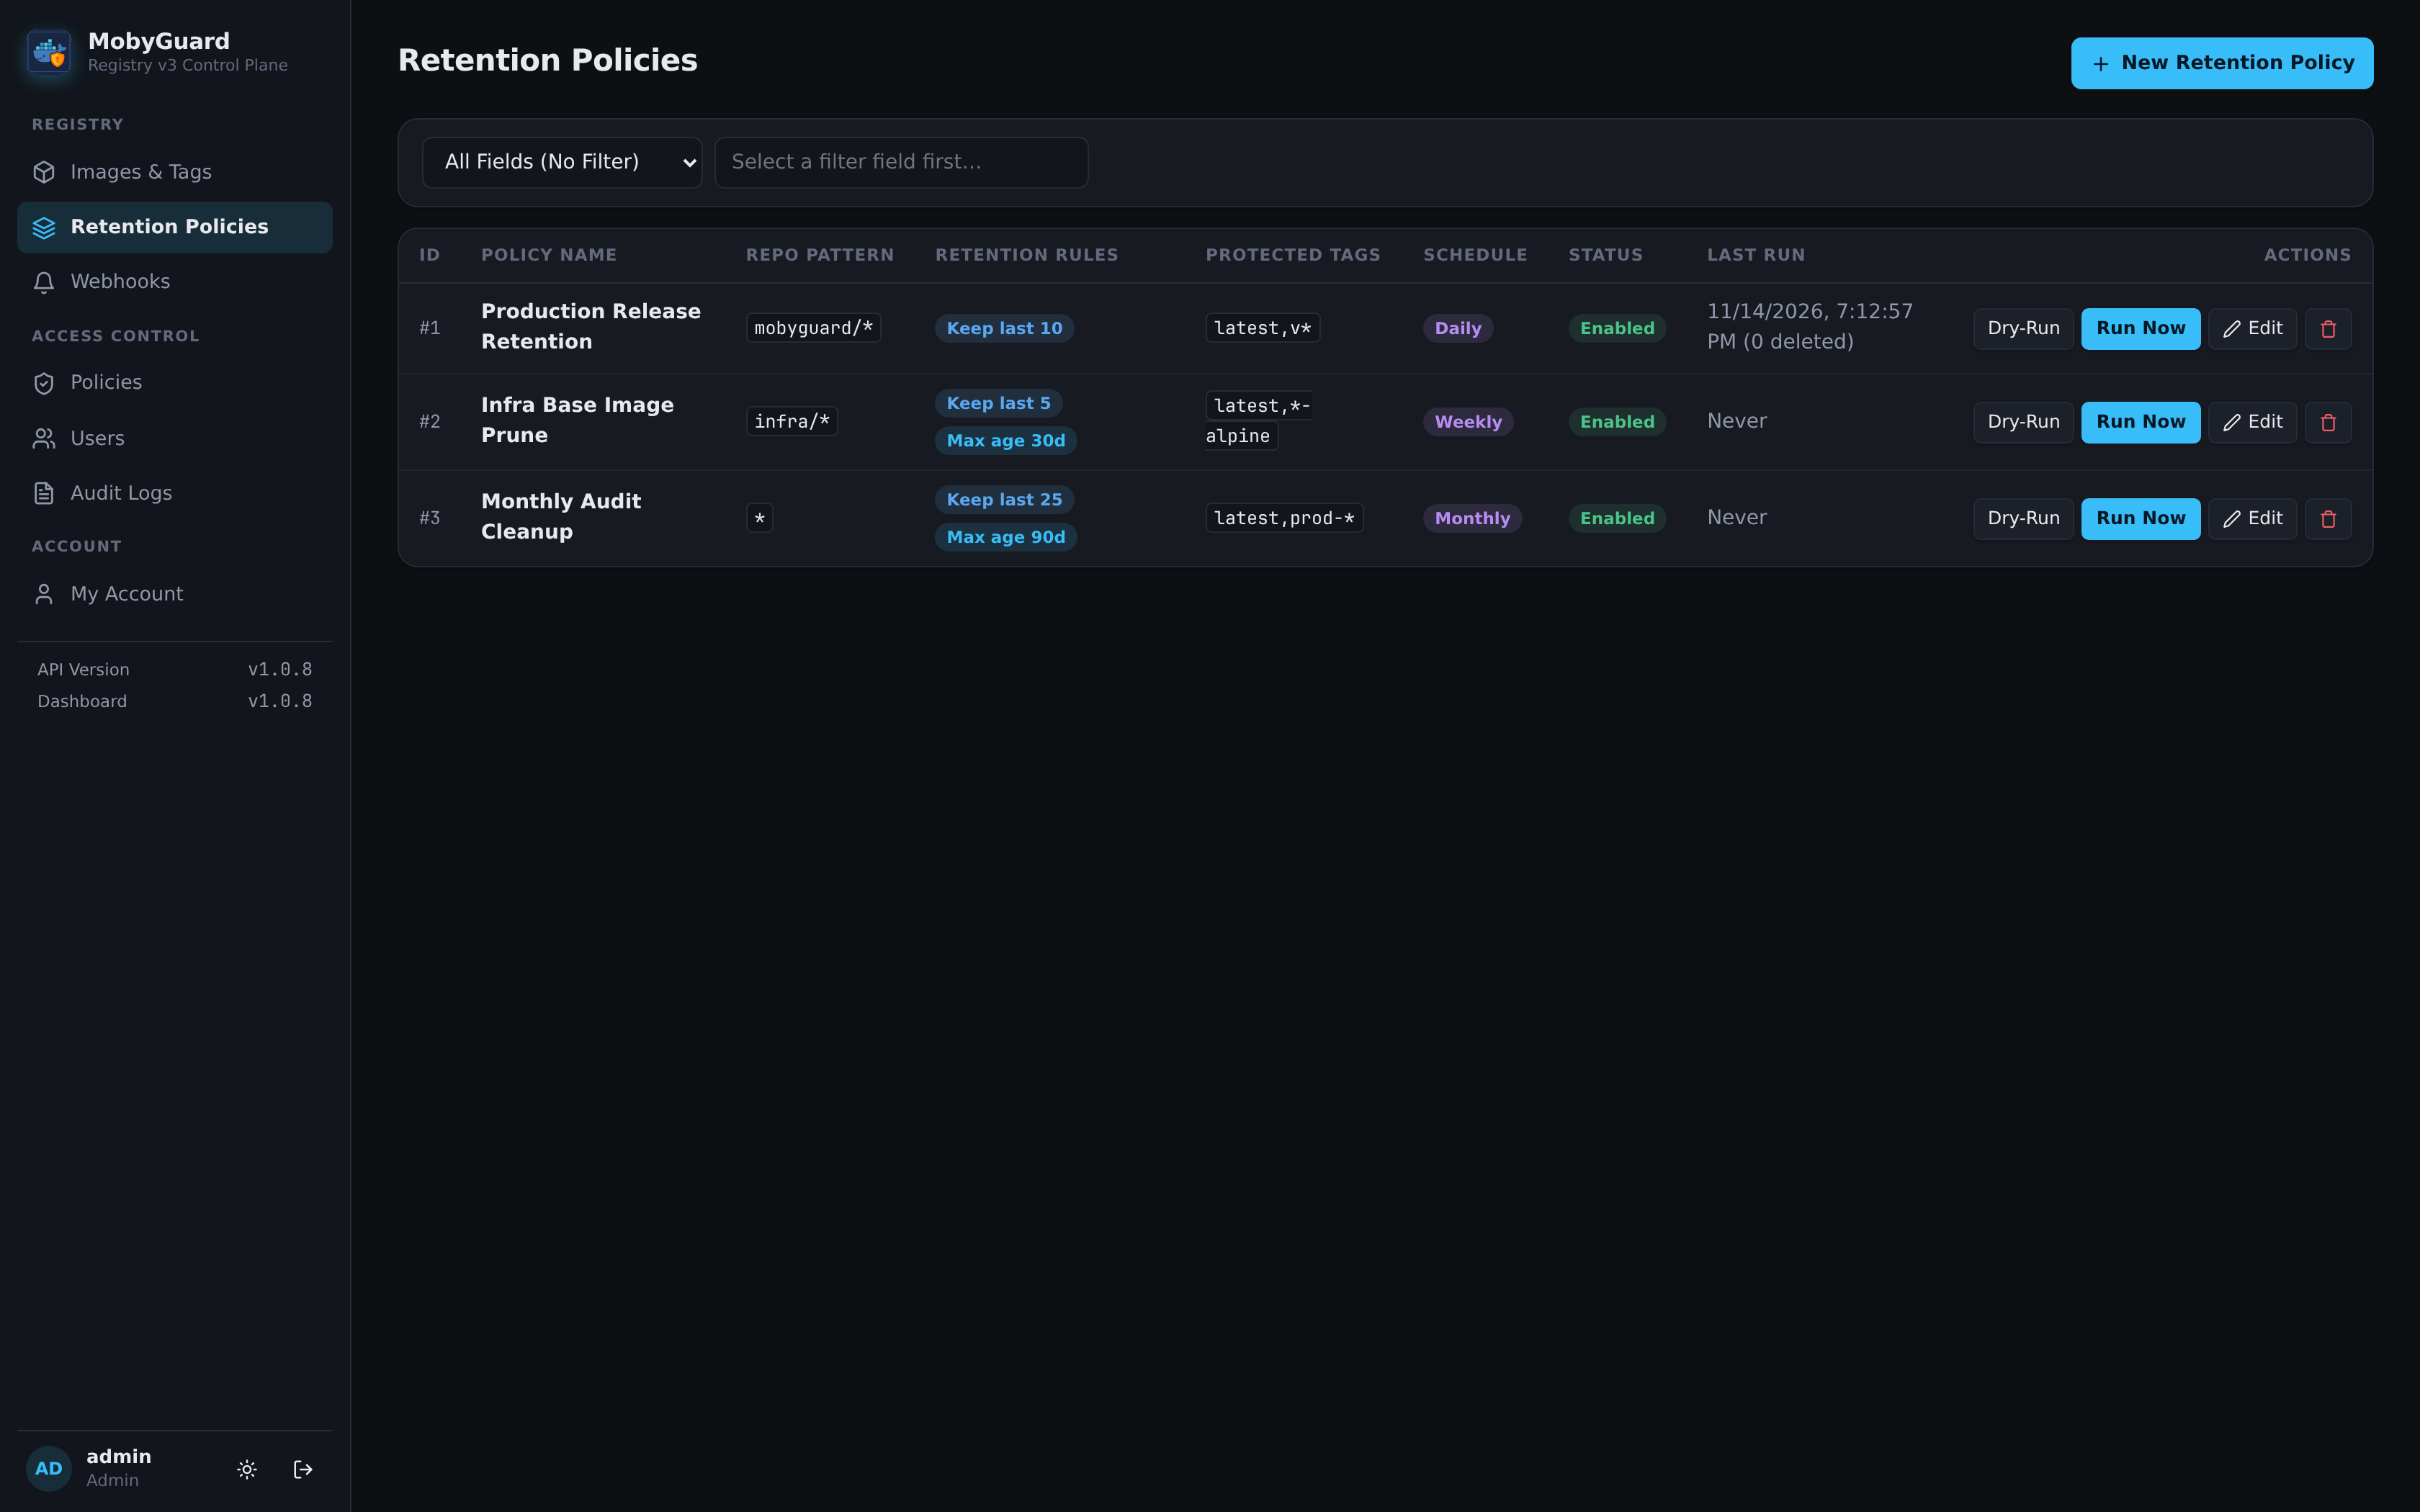 MobyGuard
Registry v3 Control Plane
REGISTRY
Images & Tags
Retention Policies
Webhooks
ACCESS CONTROL
Policies
Users
Audit Logs
ACCOUNT
My Account
API Version v1.0.8
Dashboard v1.0.8
AD
admin
Admin
Retention Policies
New Retention Policy
All Fields (No Filter)
Select a filter field first...
ID POLICY NAME REPO PATTERN RETENTION RULES PROTECTED TAGS SCHEDULE STATUS LAST RUN ACTIONS
#1
Production Release
Retention
mobyguard/*
Keep last 10
latest,v*
Daily
Enabled
11/14/2026, 7:12:57
PM (0 deleted)
Dry-Run Run Now Edit
#2
Infra Base Image
Prune
infra/*
Keep last 5
Max age 30d
latest,*-
alpine
Weekly
Enabled
Never
Dry-Run Run Now Edit
#3
Monthly Audit
Cleanup
*
Keep last 25
Max age 90d
latest,prod-*
Monthly
Enabled
Never
Dry-Run Run Now Edit